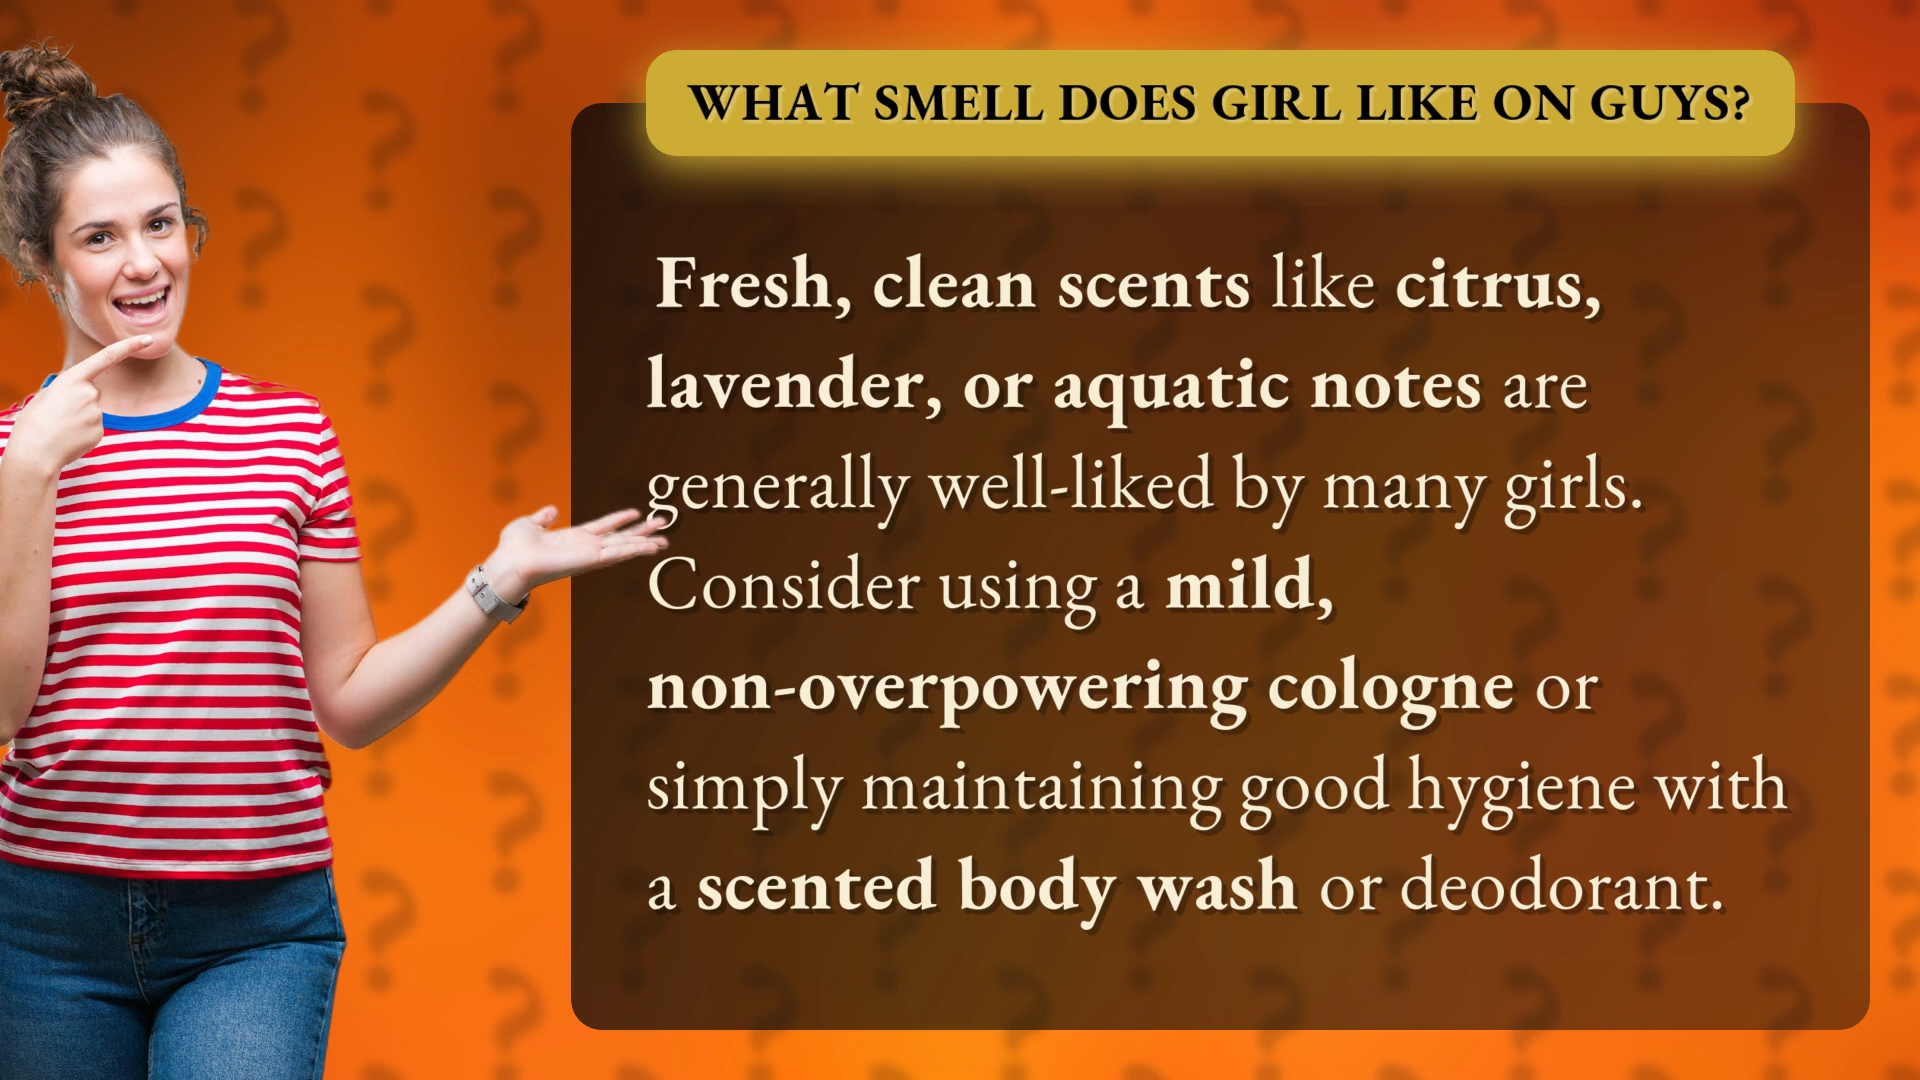 WHAT SMELL DOES GIRL LIKE ON GUYS?
Fresh, clean scents like citrus,
lavender, or aquatic notes are
generally well-liked by many girls.
Consider using a mild,
non-overpowering cologne or
simply maintaining good hygiene with
a scented body wash or deodorant.